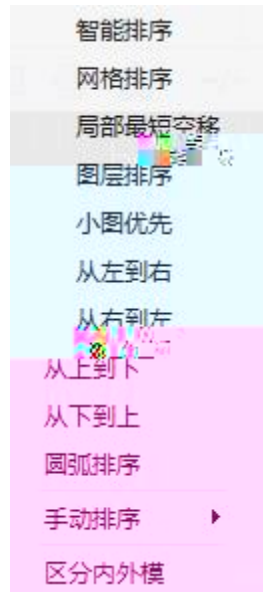 智能排序
网格排序
局部最短空移
图层排序
小图优先
从左到右
从右到左
从上到下
从下到上
圆弧排序
手动排序
区分内外模